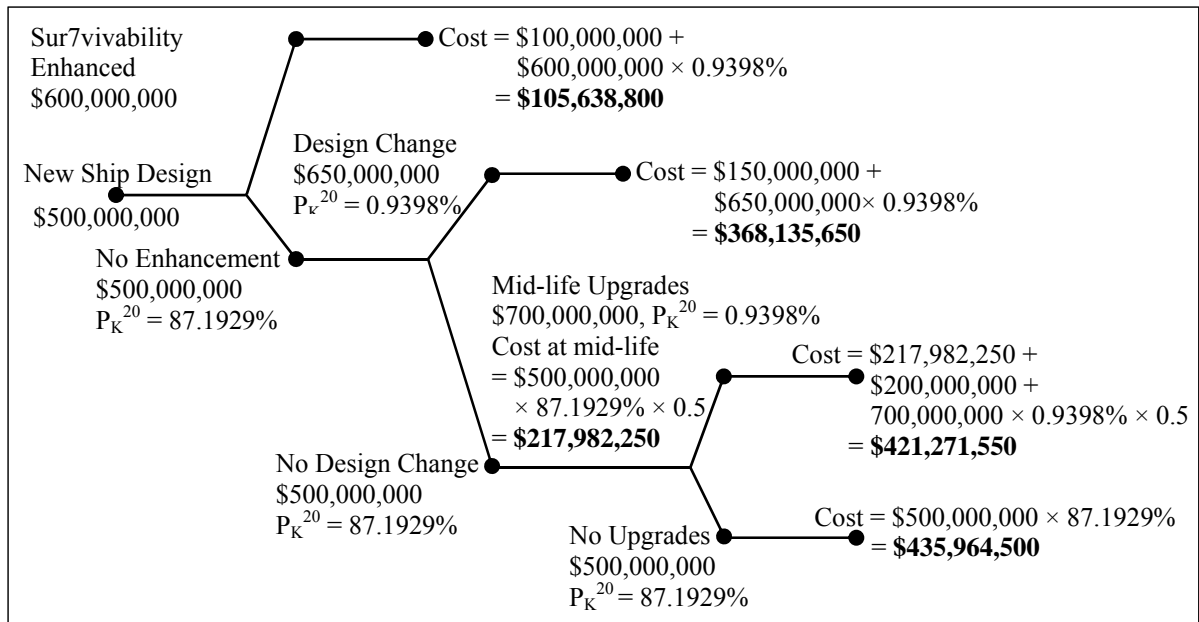 Sur7vivability
Enhanced
$600,000,000
Cost = $100,000,000 +
$600,000,000 × 0.9398%
= $105,638,800
New Ship Design
$500,000,000
Design Change
$650,000,000
P_K^20 = 0.9398%
Cost = $150,000,000 +
$650,000,000× 0.9398%
= $368,135,650
No Enhancement
$500,000,000
P_K^20 = 87.1929%
Mid-life Upgrades
$700,000,000, P_K^20 = 0.9398%
Cost at mid-life
= $500,000,000
× 87.1929% × 0.5
= $217,982,250
Cost = $217,982,250 +
$200,000,000 +
700,000,000 × 0.9398% × 0.5
= $421,271,550
No Design Change
$500,000,000
P_K^20 = 87.1929%
No Upgrades
$500,000,000
P_K^20 = 87.1929%
Cost = $500,000,000 × 87.1929%
= $435,964,500